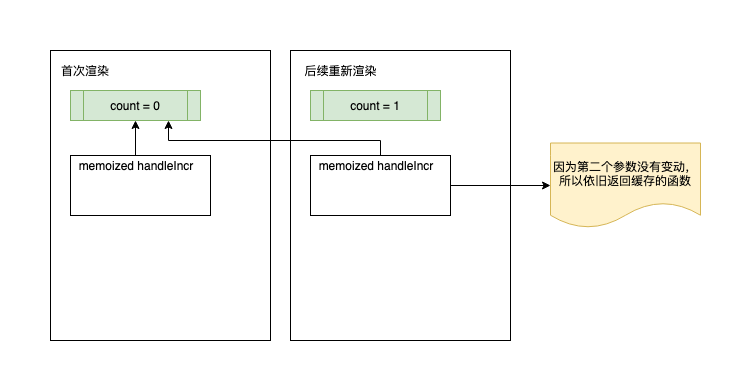 首次渲染
count = 0
memoized handleIncr
后续重新渲染
count = 1
memoized handleIncr
因为第二个参数没有变动，
所以依旧返回缓存的函数